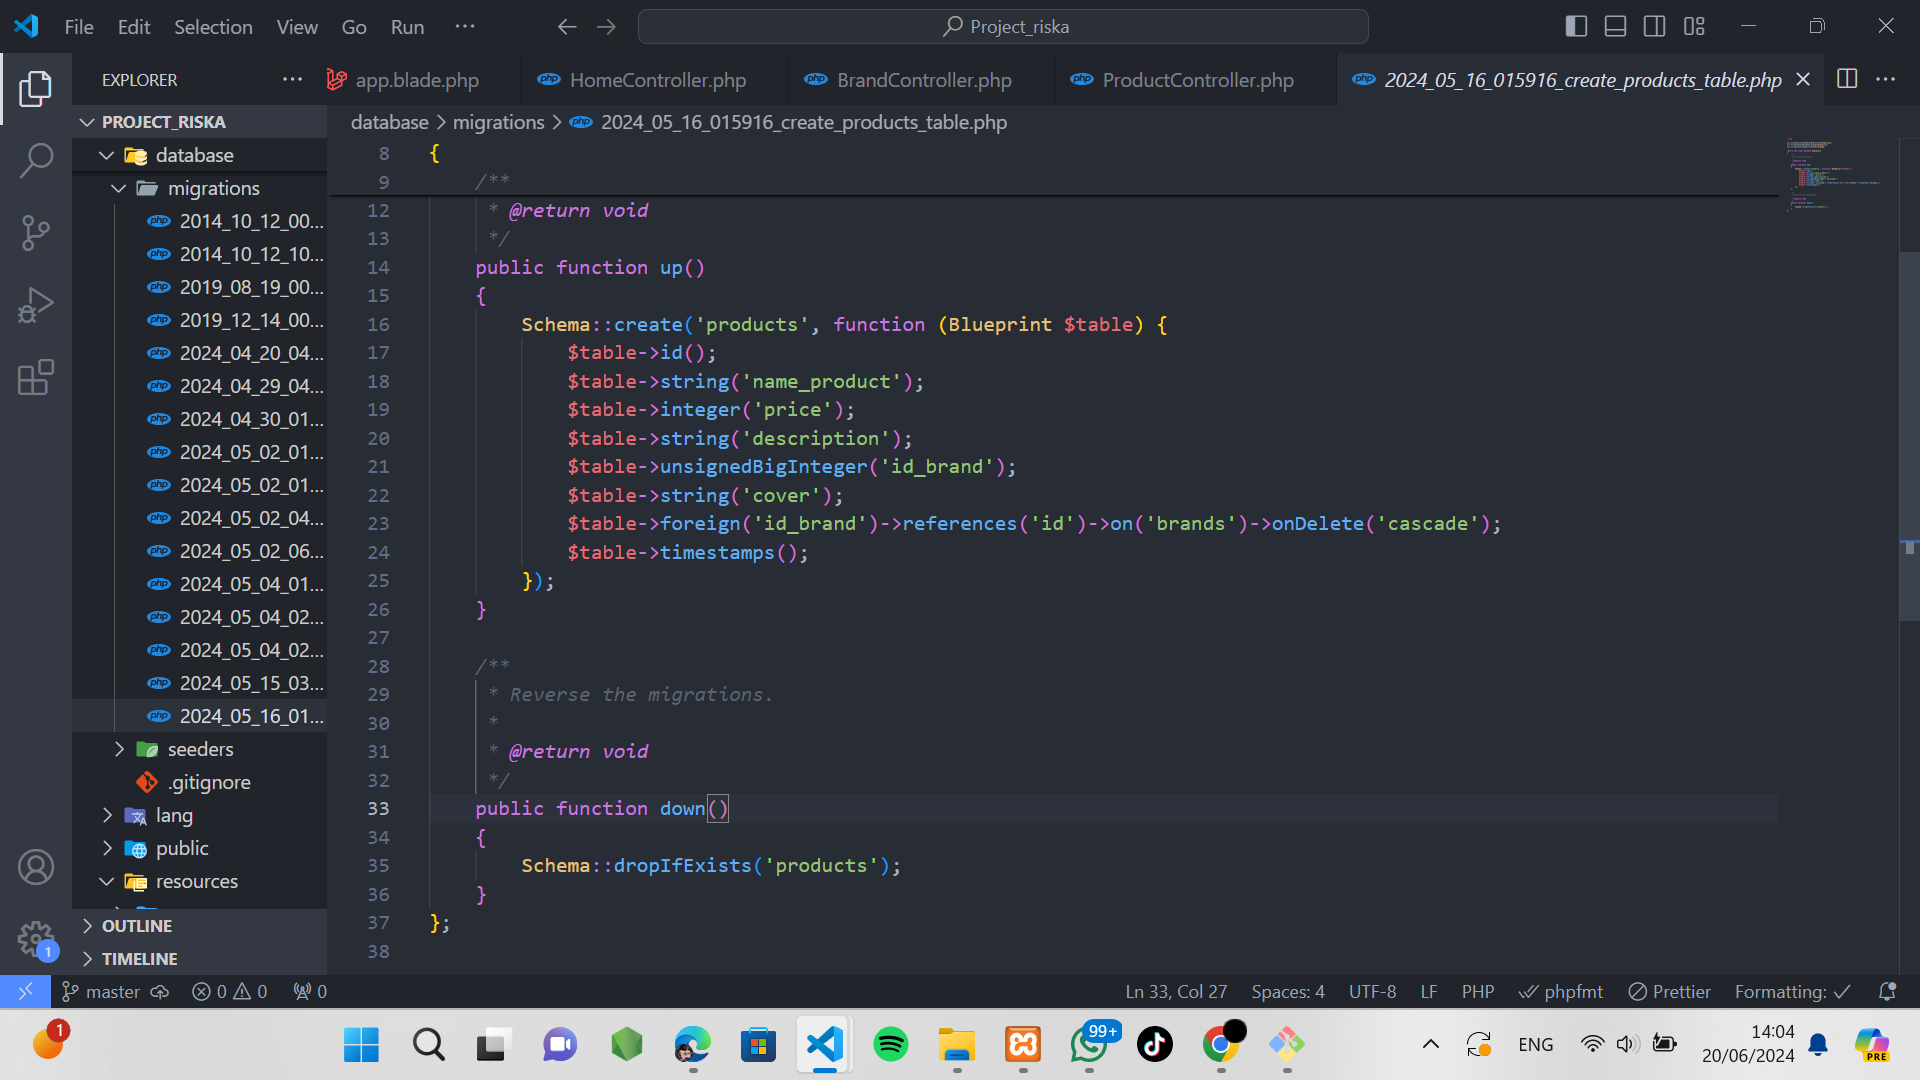 File Edit Selection View Go Run ···
Project_riska
EXPLORER ···
app.blade.php
HomeController.php
BrandController.php
ProductController.php
2024_05_16_015916_create_products_table.php
PROJECT_RISKA
database
migrations
2014_10_12_00...
2014_10_12_10...
2019_08_19_00...
2019_12_14_00...
2024_04_20_04...
2024_04_29_04...
2024_04_30_01...
2024_05_02_01...
2024_05_02_01...
2024_05_02_04...
2024_05_02_06...
2024_05_04_01...
2024_05_04_02...
2024_05_04_02...
2024_05_15_03...
2024_05_16_01...
seeders
.gitignore
lang
public
resources
OUTLINE
TIMELINE
database > migrations > 2024_05_16_015916_create_products_table.php
8 {
9 /**
12 * @return void
13 */
14 public function up()
15 {
16 Schema::create('products', function (Blueprint $table) {
17 $table->id();
18 $table->string('name_product');
19 $table->integer('price');
20 $table->string('description');
21 $table->unsignedBigInteger('id_brand');
22 $table->string('cover');
23 $table->foreign('id_brand')->references('id')->on('brands')->onDelete('cascade');
24 $table->timestamps();
25 });
26 }
27
28 /**
29 * Reverse the migrations.
30 *
31 * @return void
32 */
33 public function down()
34 {
35 Schema::dropIfExists('products');
36 }
37 };
38
1
master 0 0 0
Ln 33, Col 27 Spaces: 4 UTF-8 LF PHP phpfmt Prettier Formatting:
1
99+
ENG
14:04
20/06/2024
PRE